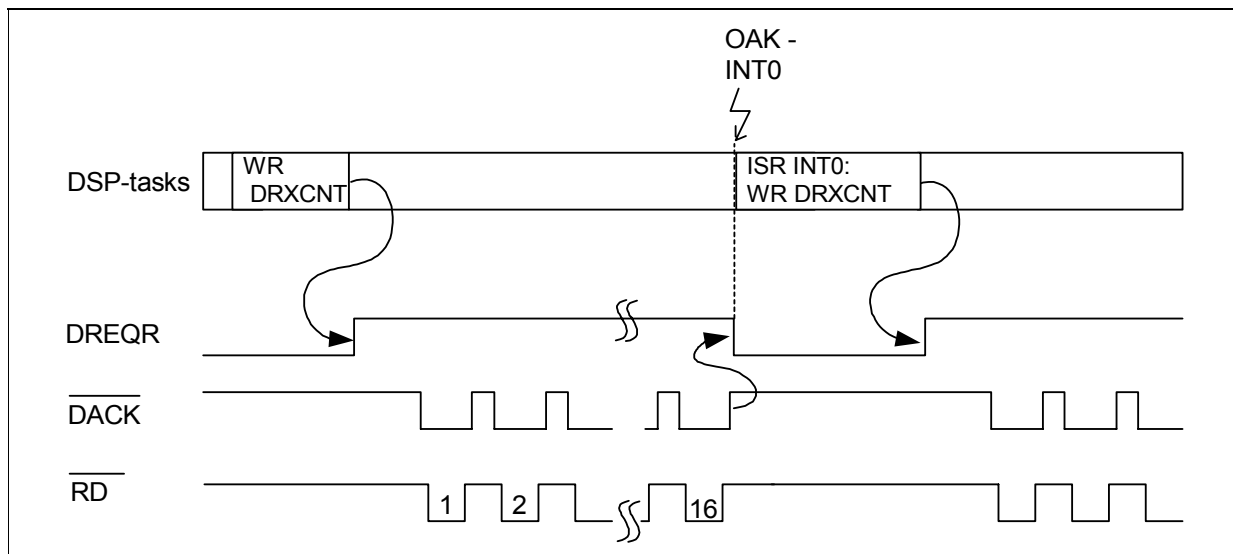 OAK -
INT0
DSP-tasks
WR
DRXCNT
ISR INT0:
WR DRXCNT
DREQR
DACK
RD
1
2
16